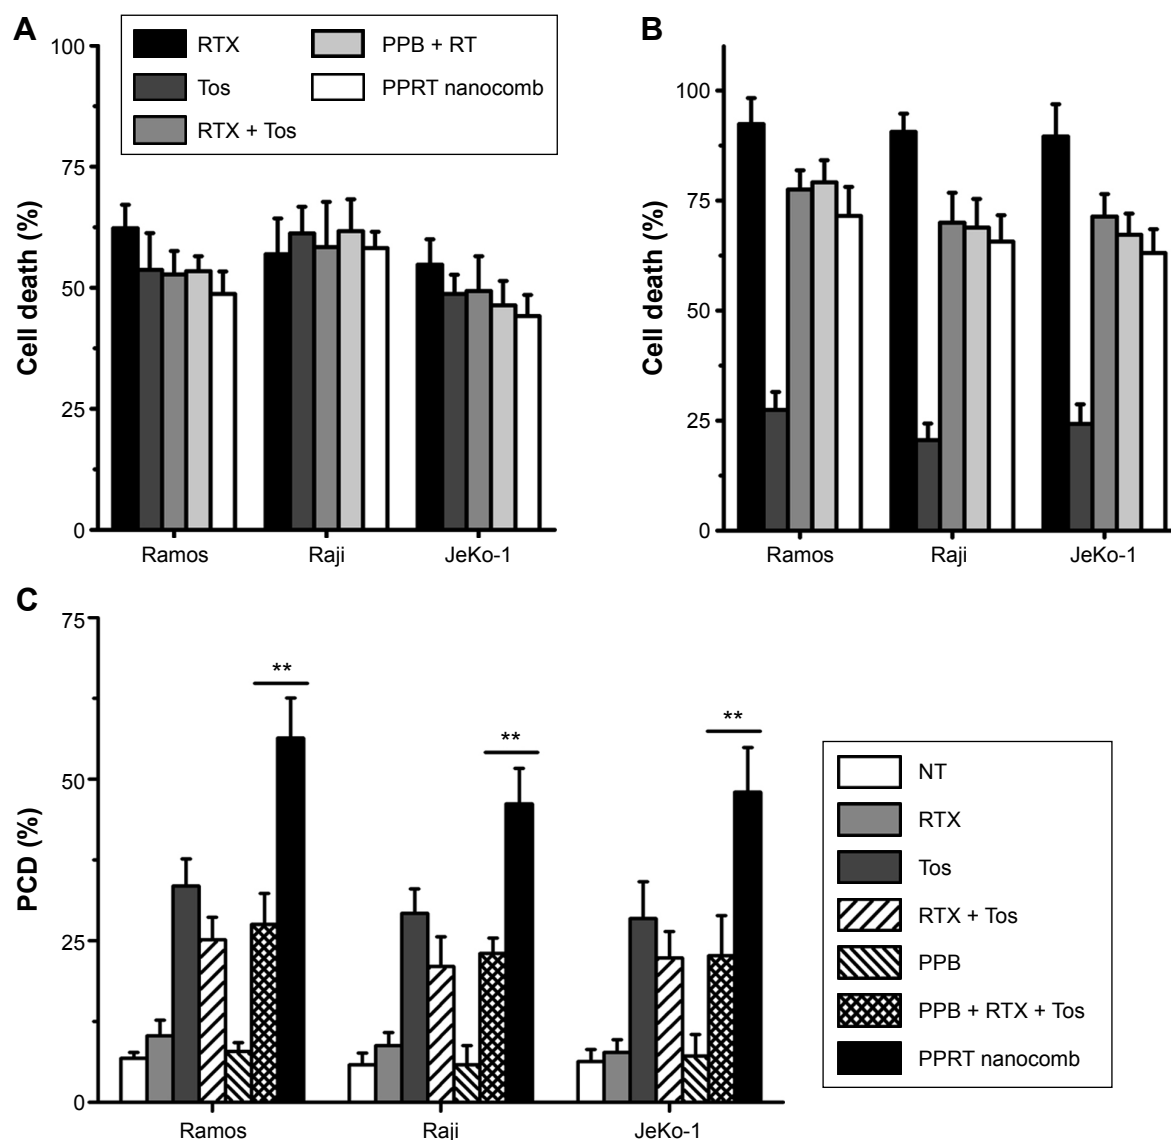 A
RTX
Tos
RTX + Tos
PPB + RT
PPRT nanocomb
Cell death (%)
100
75
50
25
0
Ramos Raji JeKo-1
B
Cell death (%)
100
75
50
25
0
Ramos Raji JeKo-1
C
PCD (%)
75
50
25
0
**
**
**
Ramos Raji JeKo-1
NT
RTX
Tos
RTX + Tos
PPB
PPB + RTX + Tos
PPRT nanocomb